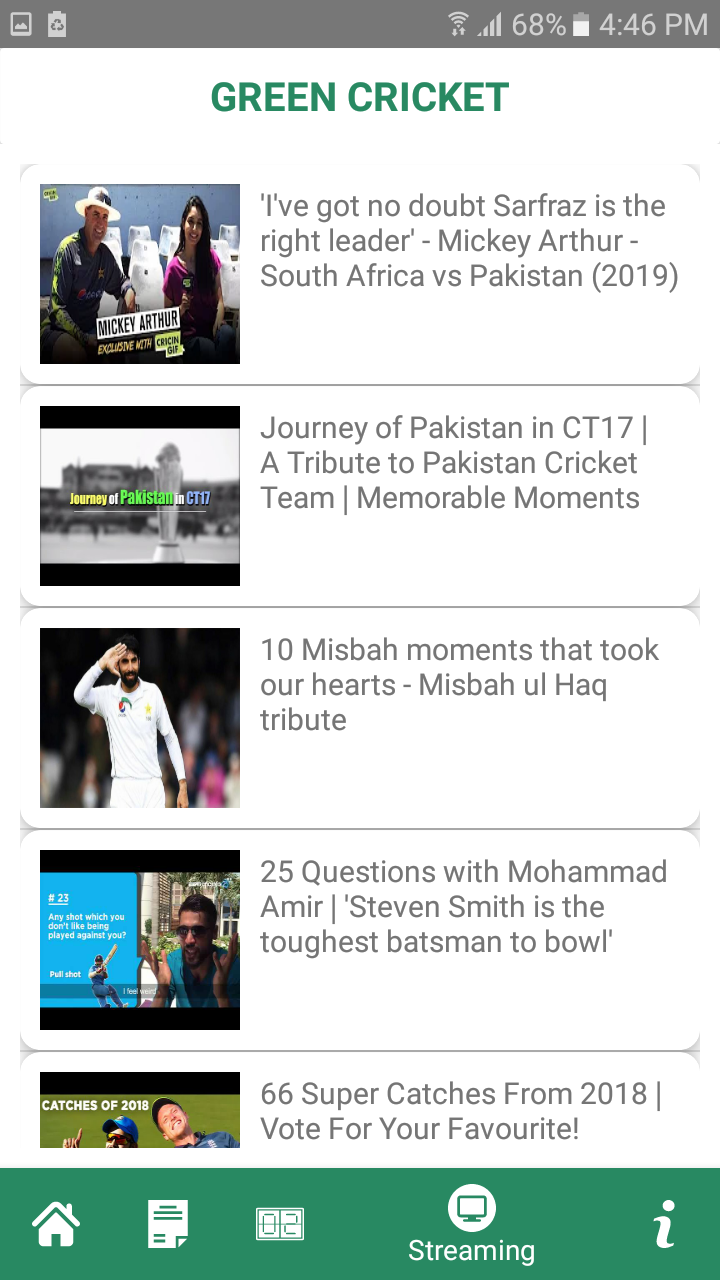 68% 4:46 PM
GREEN CRICKET
'I've got no doubt Sarfraz is the
right leader' - Mickey Arthur -
South Africa vs Pakistan (2019)
MICKEY ARTHUR
EXCLUSIVE WITH CRICIN GIF
Journey of Pakistan in CT17 |
A Tribute to Pakistan Cricket
Team | Memorable Moments
Journey of Pakistan in CT17
10 Misbah moments that took
our hearts - Misbah ul Haq
tribute
25 Questions with Mohammad
Amir | 'Steven Smith is the
toughest batsman to bowl'
# 23
Any shot which you
don't like being
played against you?
Pull shot
I feel weird
66 Super Catches From 2018 |
Vote For Your Favourite!
CATCHES OF 2018
02
Streaming